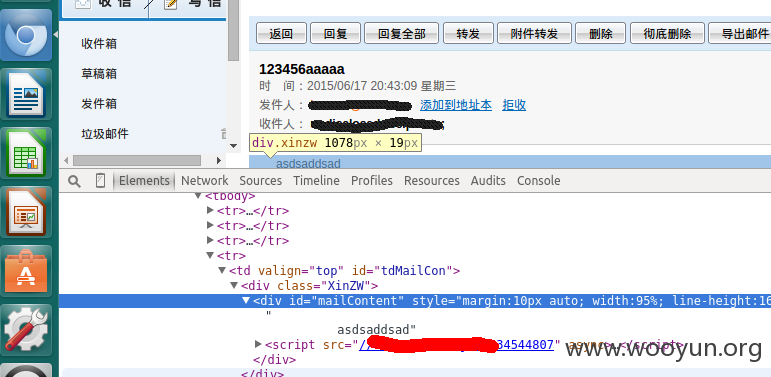 收 信 写 信
收件箱
草稿箱
发件箱
垃圾邮件
返回 回复 回复全部 转发 附件转发 删除 彻底删除 导出邮件
123456aaaaa
时 间：2015/06/17 20:43:09 星期三
发件人： 添加到地址本 拒收
收件人：
div.xinzw 1078px × 19px
asdsaddsad
Elements Network Sources Timeline Profiles Resources Audits Console
▼<tbody>
▶<tr>…</tr>
▶<tr>…</tr>
▶<tr>…</tr>
▼<tr>
▼<td valign="top" id="tdMailCon">
▼<div class="XinZW">
▼<div id="mailContent" style="margin:10px auto; width:95%; line-height:16
"
asdsaddsad"
▶<script src="// 34544807" async>…</script>
</div>
</div>
www.wooyun.org